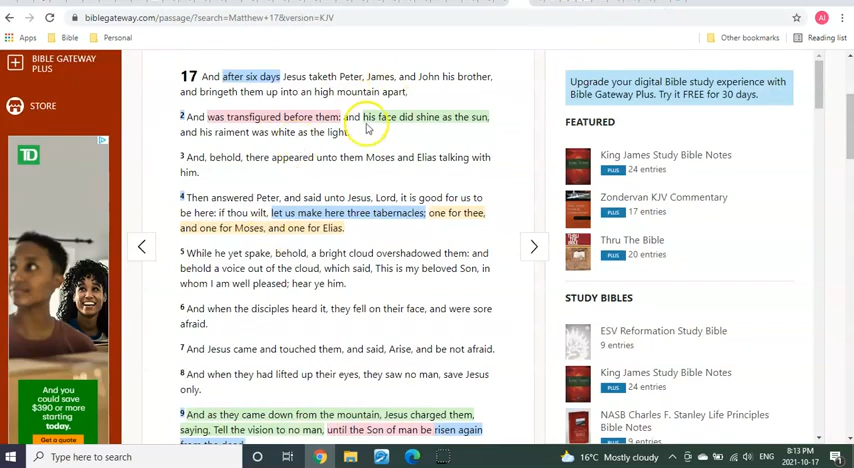 biblegateway.com/passage/?search=Matthew+17&version=KJV
AI
Apps Bible Personal Other bookmarks Reading list
BIBLE GATEWAY
PLUS
STORE
TD
And you
could save
$390 or more
starting
today.
Get a quote
17 And after six days Jesus taketh Peter, James, and John his brother,
and bringeth them up into an high mountain apart,
2 And was transfigured before them: and his face did shine as the sun,
and his raiment was white as the light.
3 And, behold, there appeared unto them Moses and Elias talking with
him.
4 Then answered Peter, and said unto Jesus, Lord, it is good for us to
be here: if thou wilt, let us make here three tabernacles; one for thee,
and one for Moses, and one for Elias.
5 While he yet spake, behold, a bright cloud overshadowed them: and
behold a voice out of the cloud, which said, This is my beloved Son, in
whom I am well pleased; hear ye him.
6 And when the disciples heard it, they fell on their face, and were sore
afraid.
7 And Jesus came and touched them, and said, Arise, and be not afraid.
8 And when they had lifted up their eyes, they saw no man, save Jesus
only.
9 And as they came down from the mountain, Jesus charged them,
saying, Tell the vision to no man, until the Son of man be risen again
from the dead.
Upgrade your digital Bible study experience with
Bible Gateway Plus. Try it FREE for 30 days.
FEATURED
King James Study Bible Notes
PLUS 24 entries
Zondervan KJV Commentary
PLUS 17 entries
Thru The Bible
PLUS 20 entries
STUDY BIBLES
ESV Reformation Study Bible
9 entries
King James Study Bible Notes
PLUS 24 entries
NASB Charles F. Stanley Life Principles
Bible Notes
PLUS 9 entries
Type here to search
16°C Mostly cloudy
ENG
8:13 PM
2021-10-17